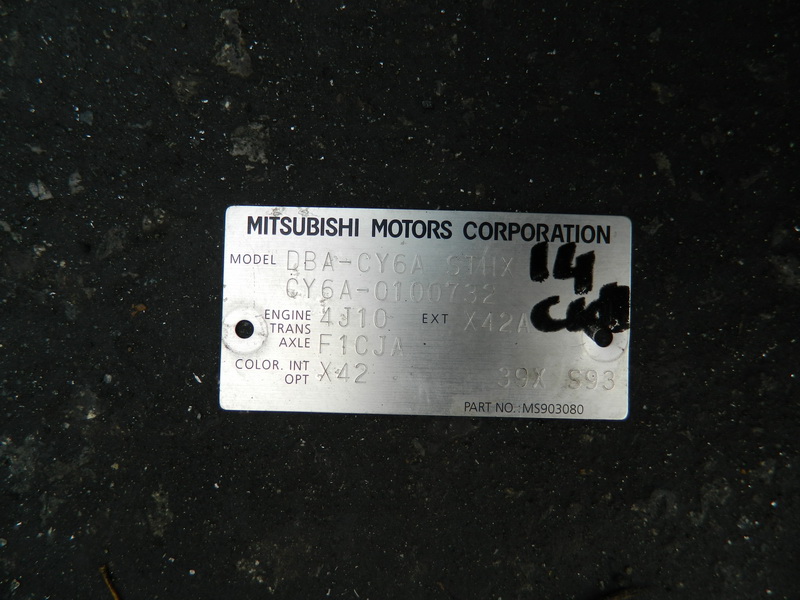 MITSUBISHI MOTORS CORPORATION
MODEL DBA-CY6A 14
CY6A-0100732
ENGINE 4J10 EXT X42A
TRANS
AXLE F1CJA
COLOR. INT X42 39X S93
OPT
PART NO.:MS903080